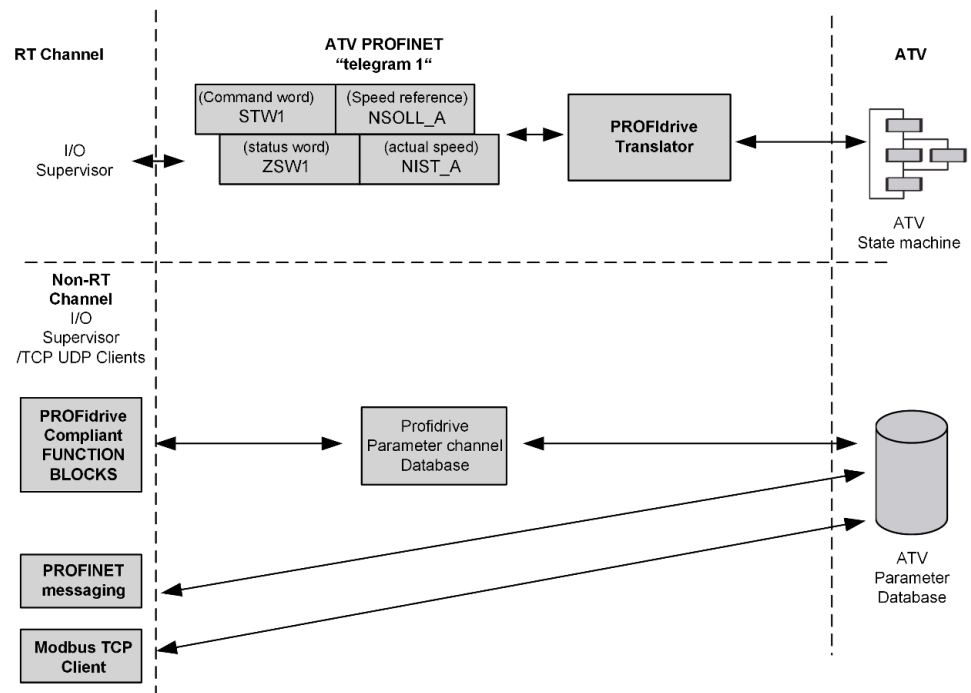 RT Channel
ATV PROFINET
“telegram 1“
ATV
(Command word)
STW1
(Speed reference)
NSOLL_A
(status word)
ZSW1
(actual speed)
NIST_A
PROFIdrive
Translator
I/O
Supervisor
ATV
State machine
Non-RT
Channel
I/O
Supervisor
/TCP UDP Clients
PROFidrive
Compliant
FUNCTION
BLOCKS
Profidrive
Parameter channel
Database
ATV
Parameter
Database
PROFINET
messaging
Modbus TCP
Client